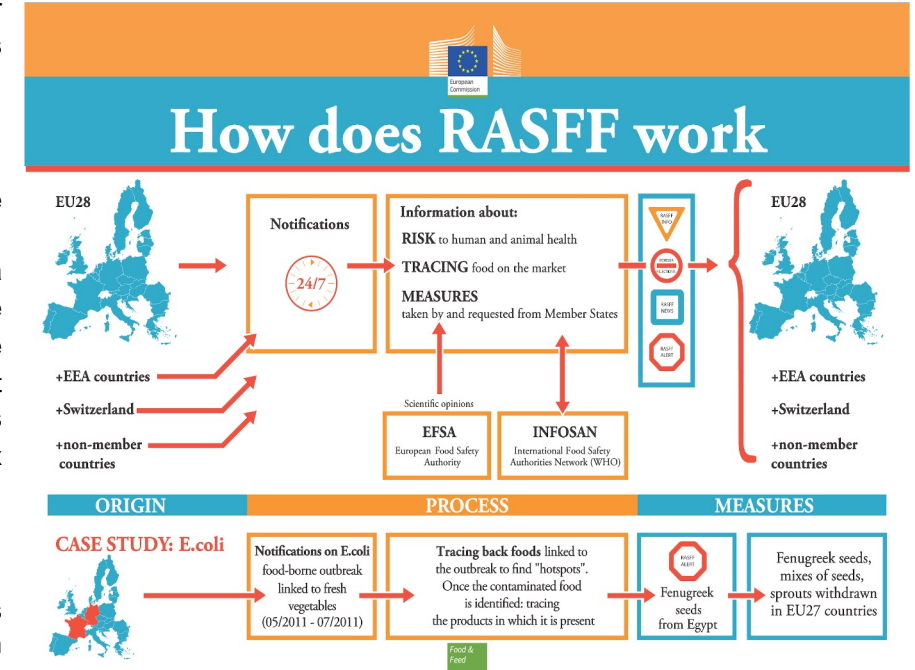 European
Commission
How does RASFF work
EU28
+EEA countries
+Switzerland
+non-member
countries
Notifications
24/7
Information about:
RISK to human and animal health
TRACING food on the market
MEASURES
taken by and requested from Member States
Scientific opinions
EFSA
European Food Safety
Authority
INFOSAN
International Food Safety
Authorities Network (WHO)
RASFF
INFO
BORDER
REJECTIONS
RASFF
NEWS
RASFF
ALERT
EU28
+EEA countries
+Switzerland
+non-member
countries
ORIGIN
PROCESS
MEASURES
CASE STUDY: E.coli
Notifications on E.coli
food-borne outbreak
linked to fresh
vegetables
(05/2011 - 07/2011)
Tracing back foods linked to
the outbreak to find "hotspots".
Once the contaminated food
is identified: tracing
the products in which it is present
RASFF
ALERT
Fenugreek
seeds
from Egypt
Fenugreek seeds,
mixes of seeds,
sprouts withdrawn
in EU27 countries
Food &
Feed